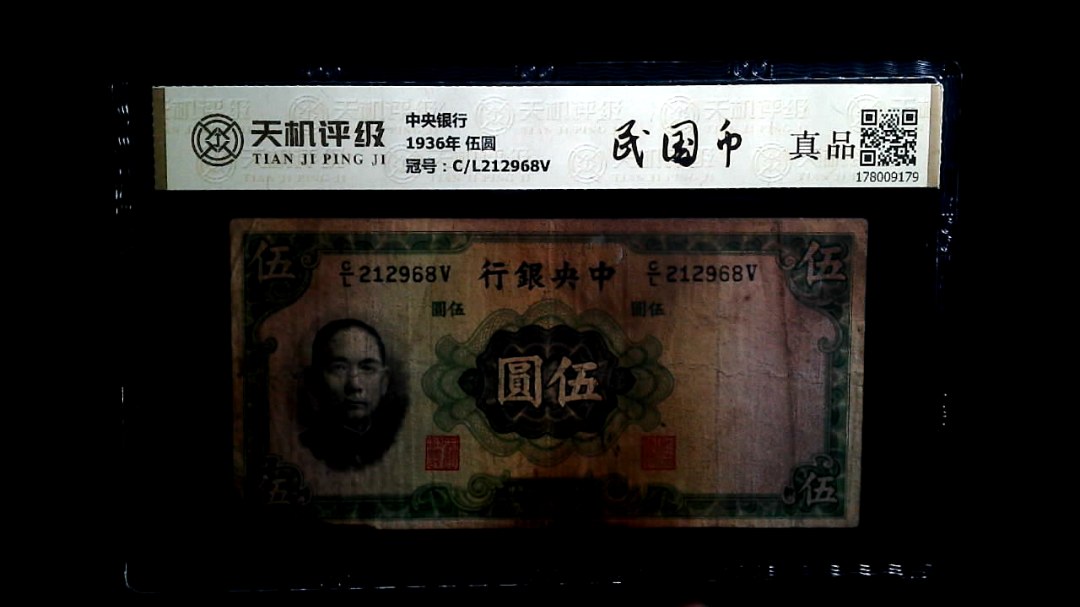 天机评级
TIAN JI PING JI
中央银行
1936年 伍圆
冠号：C/L212968V
民国币
真品
178009179
伍
C/L 212968V
行銀央中
C/L 212968V
伍
圓伍
圓伍
圓伍
伍
伍